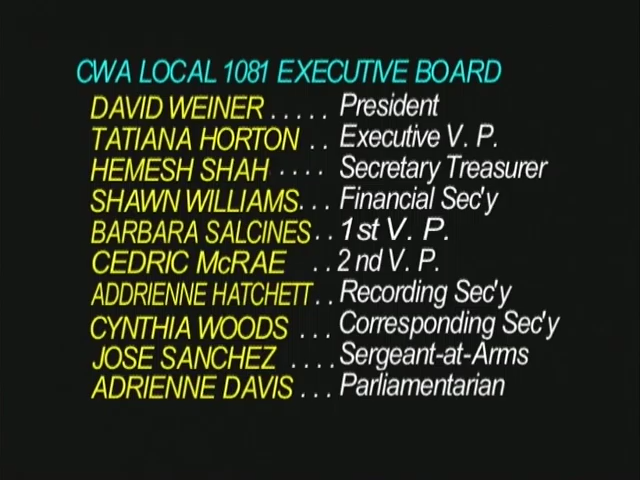 CWA LOCAL 1081 EXECUTIVE BOARD
DAVID WEINER ..... President
TATIANA HORTON .. Executive V. P.
HEMESH SHAH .... Secretary Treasurer
SHAWN WILLIAMS... Financial Sec'y
BARBARA SALCINES.. 1st V. P.
CEDRIC McRAE .. 2nd V. P.
ADDRIENNE HATCHETT.. Recording Sec'y
CYNTHIA WOODS ... Corresponding Sec'y
JOSE SANCHEZ .... Sergeant-at-Arms
ADRIENNE DAVIS ... Parliamentarian